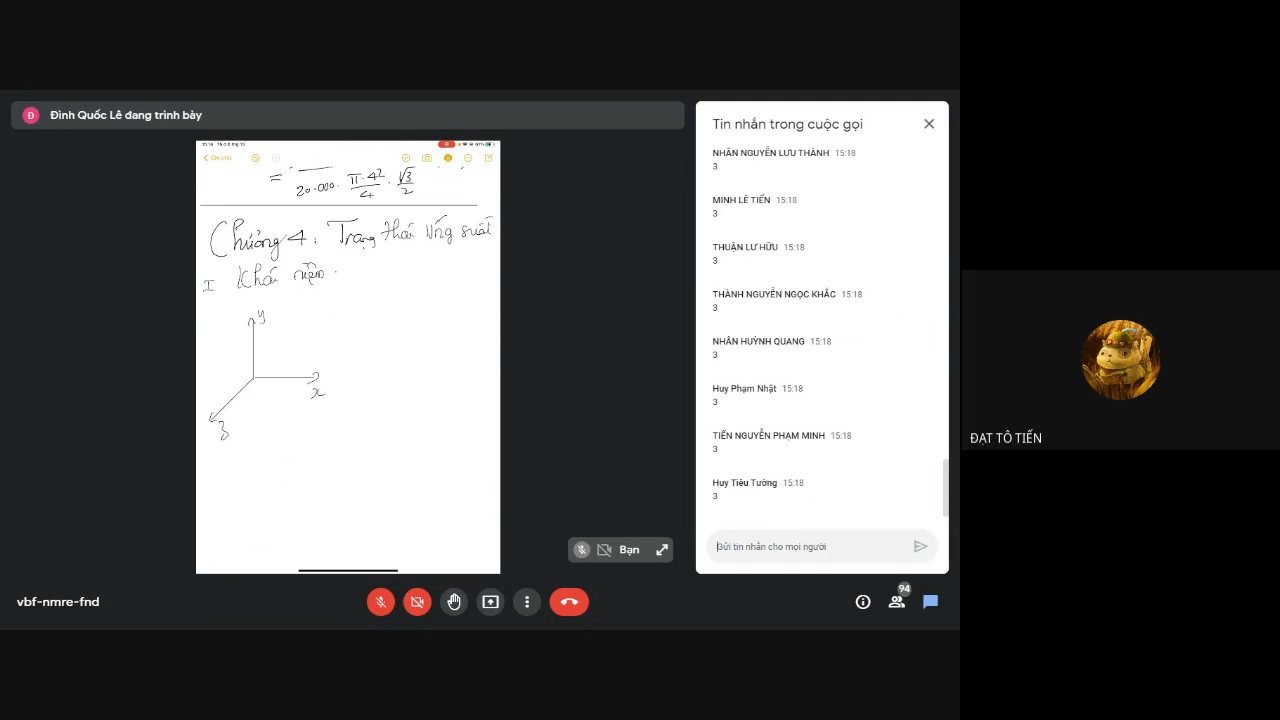 Đ Đình Quốc Lê đang trình bày
Ghi chú
=
20.000. π.4² / 4 . √3 / 2
Chương 4: Trạng thái ứng suất
I Khái niệm
y
x
z
Tin nhắn trong cuộc gọi
NHÂN NGUYỄN LƯU THÀNH 15:18
3
MINH LÊ TIẾN 15:18
3
THUẬN LƯ HỮU 15:18
3
THÀNH NGUYỄN NGỌC KHẮC 15:18
3
NHÂN HUỲNH QUANG 15:18
3
Huy Phạm Nhật 15:18
3
TIẾN NGUYỄN PHẠM MINH 15:18
3
Huy Tiêu Tường 15:18
3
Gửi tin nhắn cho mọi người
Bạn
ĐẠT TÔ TIẾN
vbf-nmre-fnd
94